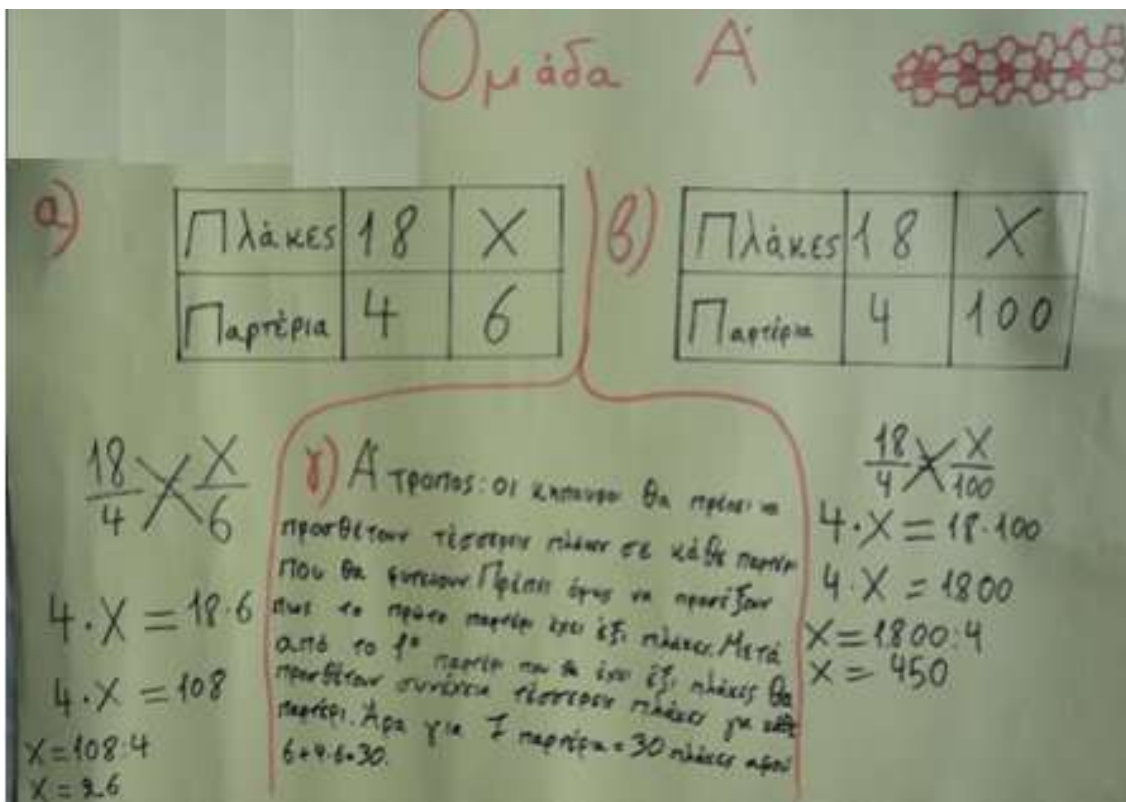 Ομάδα Α'
α)
Πλάκες 18 Χ
Παρτέρια 4 6
18/4 Χ/6
4·Χ = 18·6
4·Χ = 108
Χ = 108:4
Χ = 26
β)
Πλάκες 18 Χ
Παρτέρια 4 100
18/4 Χ/100
4·Χ = 18·100
4·Χ = 1800
Χ = 1800:4
Χ = 450
γ) Α' τρόπος: οι κηπουροί θα πρέπει να
προσθέτουν τέσσερεις πλάκες σε κάθε παρτέρι
που θα φυτεύουν. Πρέπει όμως να προσέξουν
πως το πρώτο παρτέρι έχει έξι πλάκες. Μετά
από το 1° παρτέρι που θα έχει έξι πλάκες θα
προσθέτουν συνέχεια τέσσερεις πλάκες για κάθε
παρτέρι. Άρα για 7 παρτέρια = 30 πλάκες αφού
6+4·6=30.